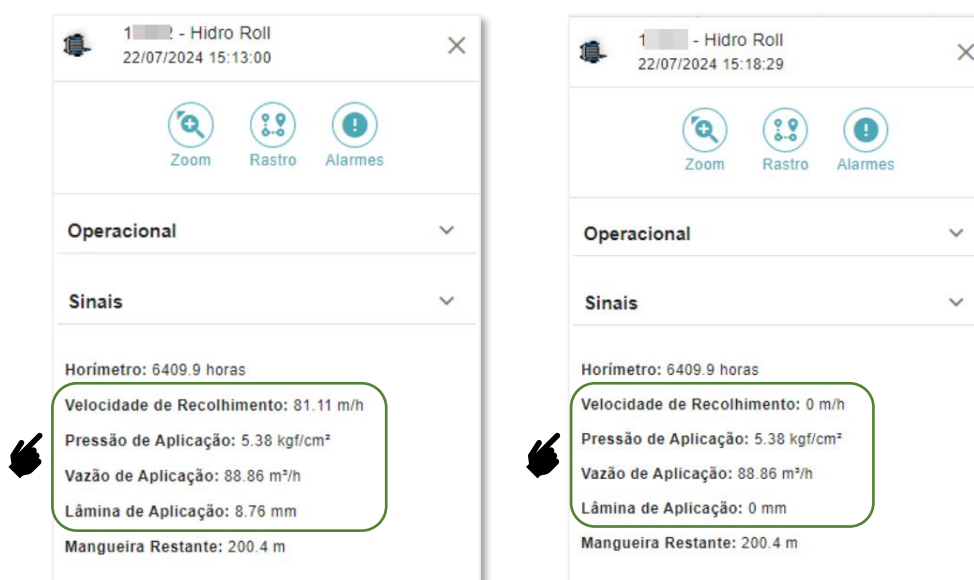 - Hidro Roll
22/07/2024 15:13:00
Zoom Rastro Alarmes
Operacional
Sinais
Horímetro: 6409.9 horas
Velocidade de Recolhimento: 81.11 m/h
Pressão de Aplicação: 5.38 kgf/cm²
Vazão de Aplicação: 88.86 m³/h
Lâmina de Aplicação: 8.76 mm
Mangueira Restante: 200.4 m
- Hidro Roll
22/07/2024 15:18:29
Zoom Rastro Alarmes
Operacional
Sinais
Horímetro: 6409.9 horas
Velocidade de Recolhimento: 0 m/h
Pressão de Aplicação: 5.38 kgf/cm²
Vazão de Aplicação: 88.86 m³/h
Lâmina de Aplicação: 0 mm
Mangueira Restante: 200.4 m